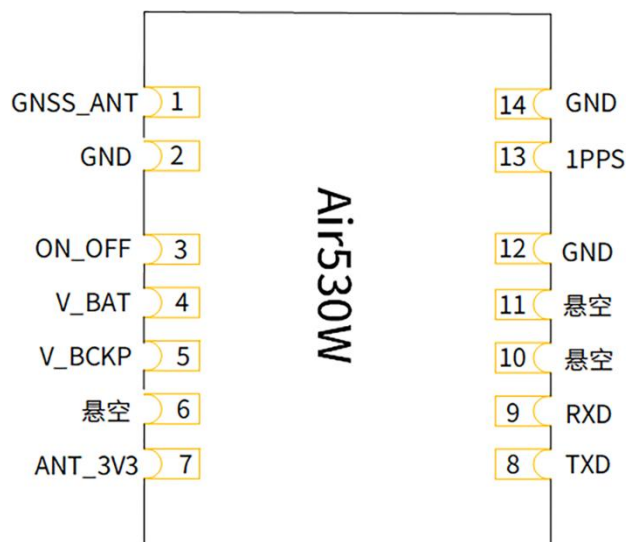 GNSS_ANT 1
GND 2
ON_OFF 3
V_BAT 4
V_BCKP 5
悬空 6
ANT_3V3 7
Air530W
14 GND
13 1PPS
12 GND
11 悬空
10 悬空
9 RXD
8 TXD